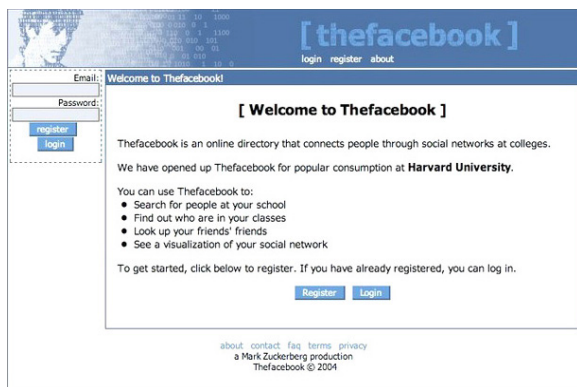 [ thefacebook ]
login register about
Email:
Password:
register
login
Welcome to Thefacebook!
[ Welcome to Thefacebook ]
Thefacebook is an online directory that connects people through social networks at colleges.
We have opened up Thefacebook for popular consumption at Harvard University.
You can use Thefacebook to:
• Search for people at your school
• Find out who are in your classes
• Look up your friends' friends
• See a visualization of your social network
To get started, click below to register. If you have already registered, you can log in.
Register Login
about contact faq terms privacy
a Mark Zuckerberg production
Thefacebook © 2004